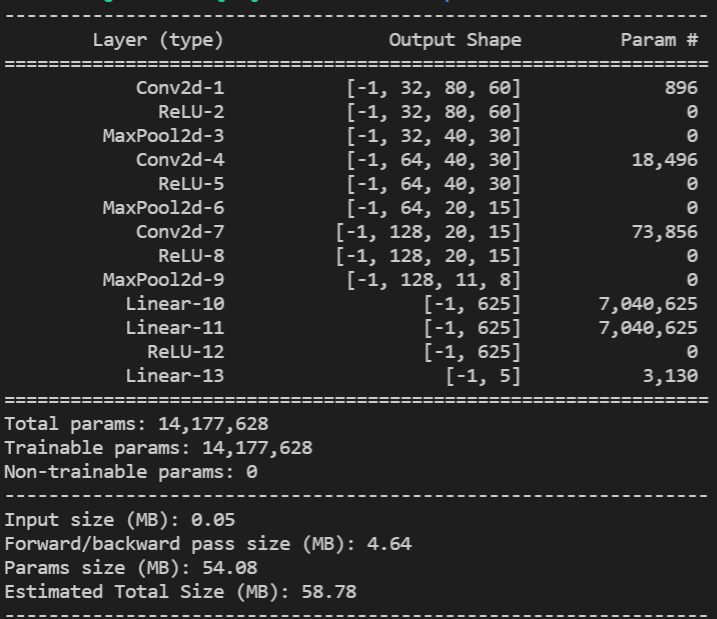 ----------------------------------------------------------------
Layer (type) Output Shape Param #
================================================================
Conv2d-1 [-1, 32, 80, 60] 896
ReLU-2 [-1, 32, 80, 60] 0
MaxPool2d-3 [-1, 32, 40, 30] 0
Conv2d-4 [-1, 64, 40, 30] 18,496
ReLU-5 [-1, 64, 40, 30] 0
MaxPool2d-6 [-1, 64, 20, 15] 0
Conv2d-7 [-1, 128, 20, 15] 73,856
ReLU-8 [-1, 128, 20, 15] 0
MaxPool2d-9 [-1, 128, 11, 8] 0
Linear-10 [-1, 625] 7,040,625
Linear-11 [-1, 625] 7,040,625
ReLU-12 [-1, 625] 0
Linear-13 [-1, 5] 3,130
================================================================
Total params: 14,177,628
Trainable params: 14,177,628
Non-trainable params: 0
----------------------------------------------------------------
Input size (MB): 0.05
Forward/backward pass size (MB): 4.64
Params size (MB): 54.08
Estimated Total Size (MB): 58.78
----------------------------------------------------------------